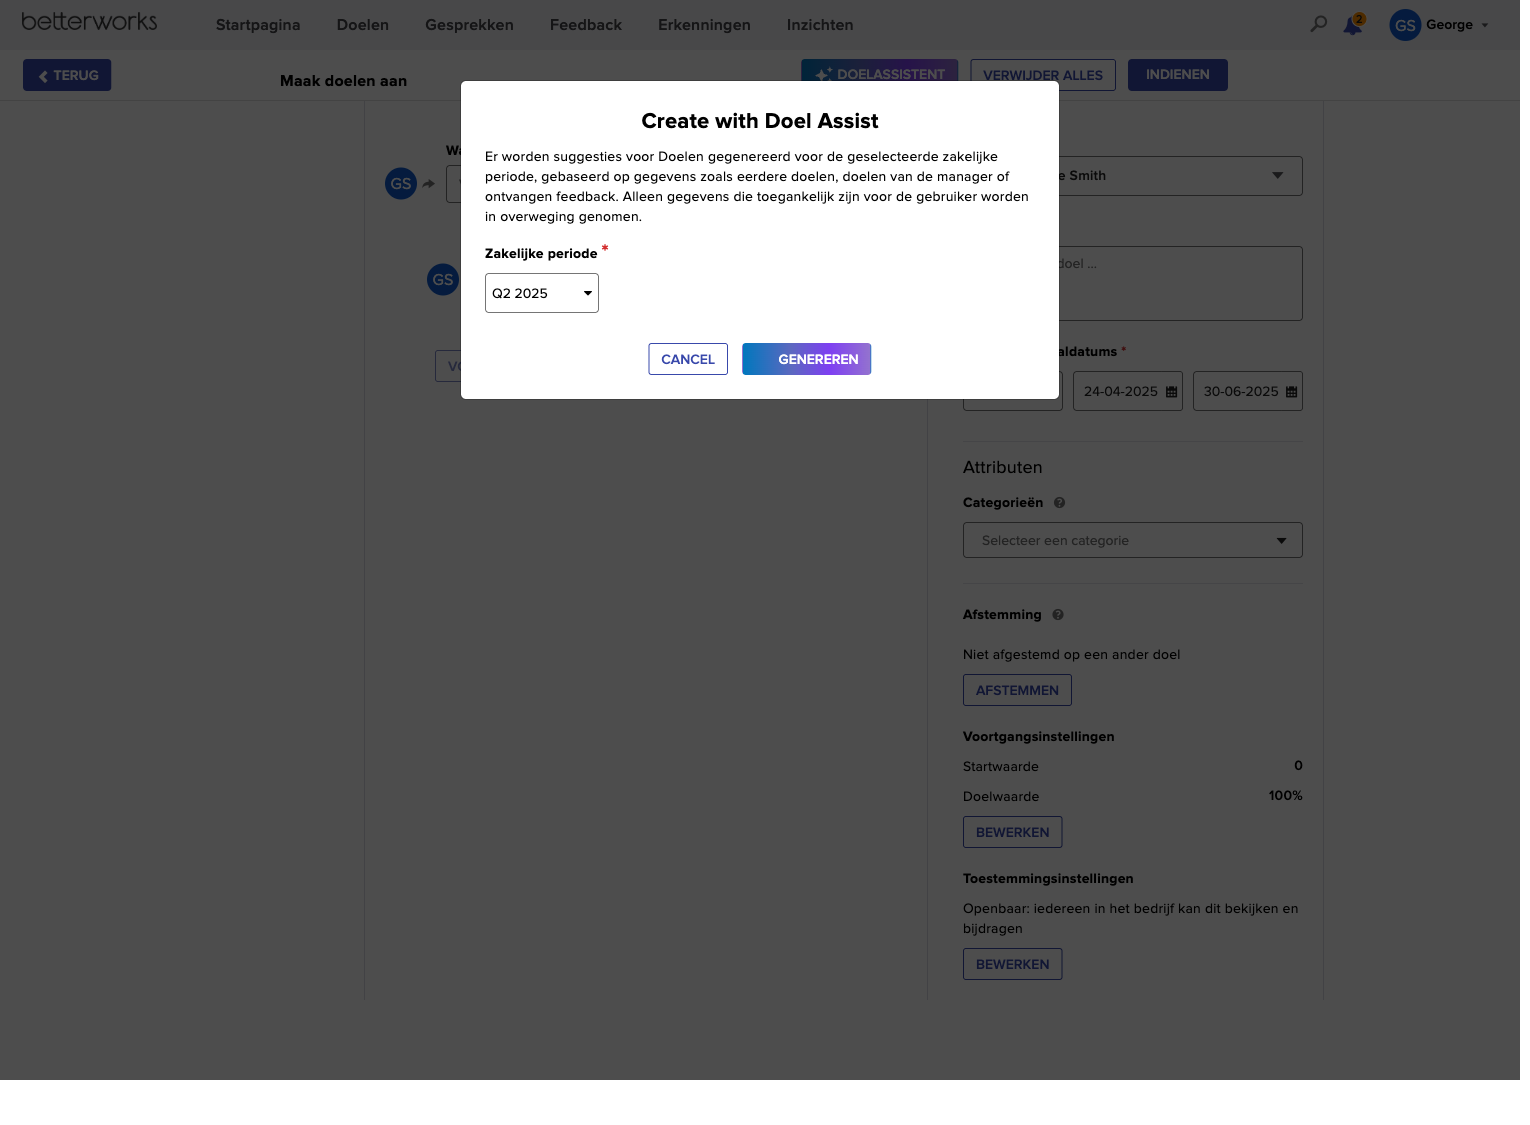 betterworks
Startpagina
Doelen
Gesprekken
Feedback
Erkenningen
Inzichten
2
GS
George
TERUG
Maak doelen aan
DOELASSISTENT
VERWIJDER ALLES
INDIENEN
Create with Doel Assist
Er worden suggesties voor Doelen gegenereerd voor de geselecteerde zakelijke
periode, gebaseerd op gegevens zoals eerdere doelen, doelen van de manager of
ontvangen feedback. Alleen gegevens die toegankelijk zijn voor de gebruiker worden
in overweging genomen.
Zakelijke periode *
Q2 2025
CANCEL
GENEREREN
GS
GS
Smith
doel ...
*
24-04-2025
30-06-2025
Attributen
Categorieën
Selecteer een categorie
Afstemming
Niet afgestemd op een ander doel
AFSTEMMEN
Voortgangsinstellingen
Startwaarde 0
Doelwaarde 100%
BEWERKEN
Toestemmingsinstellingen
Openbaar: iedereen in het bedrijf kan dit bekijken en
bijdragen
BEWERKEN